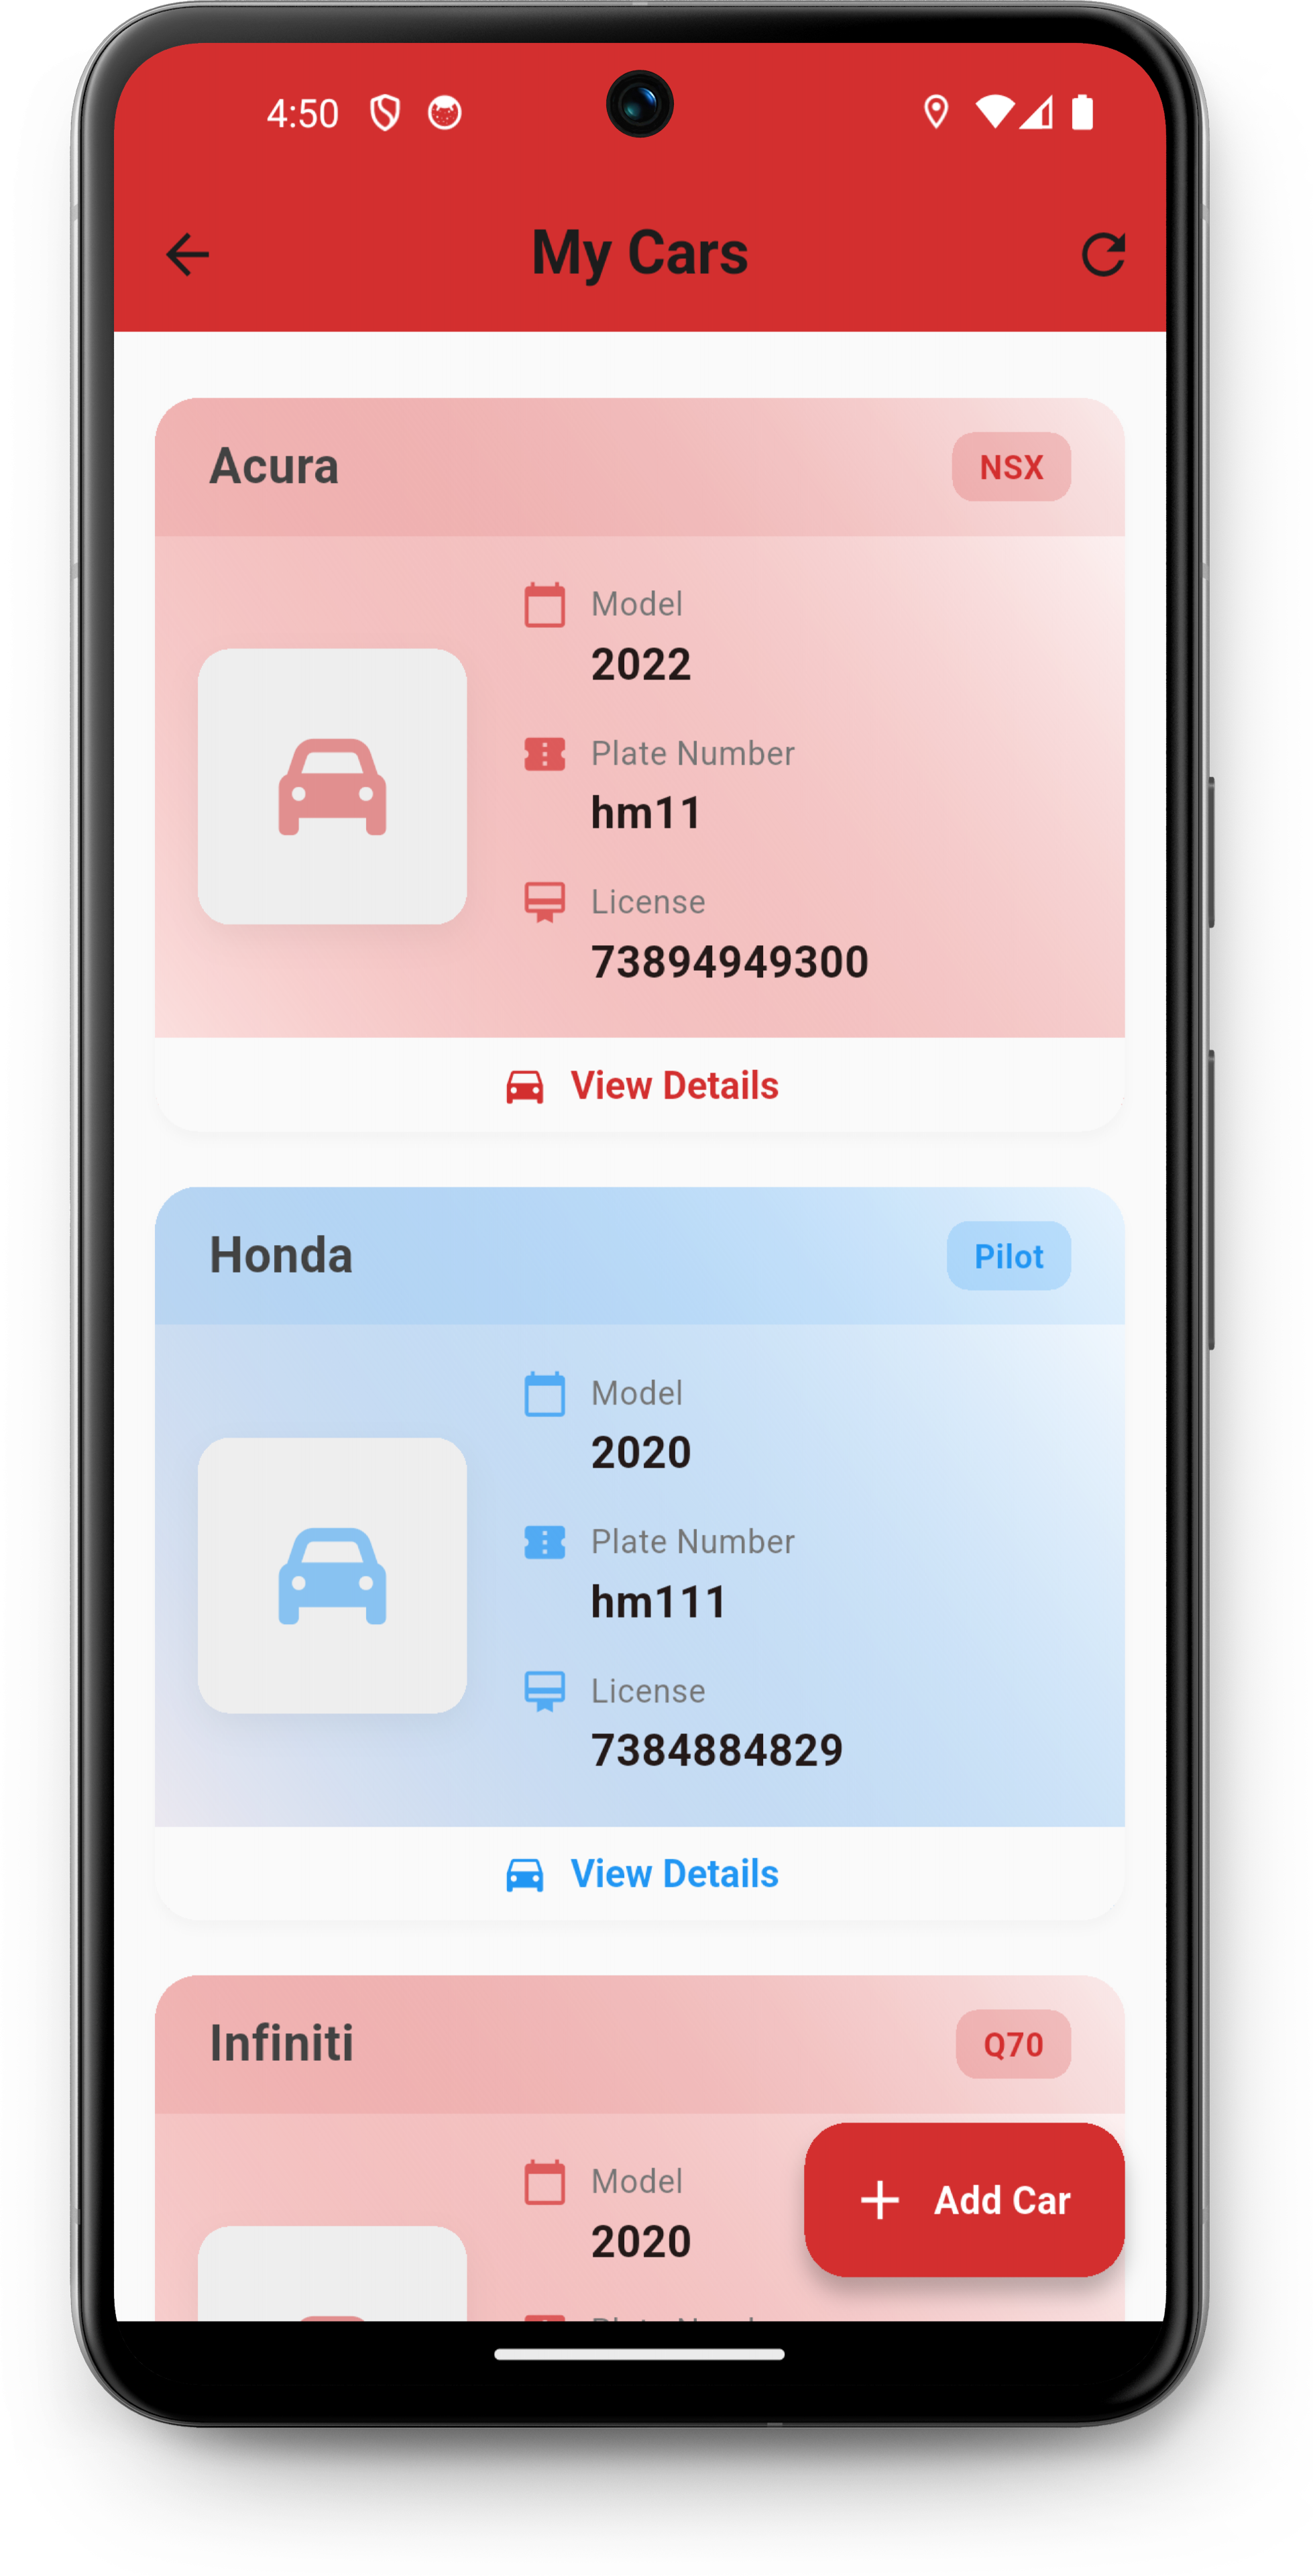 4:50
My Cars
Acura
NSX
Model
2022
Plate Number
hm11
License
73894949300
View Details
Honda
Pilot
Model
2020
Plate Number
hm111
License
7384884829
View Details
Infiniti
Q70
Model
2020
Add Car